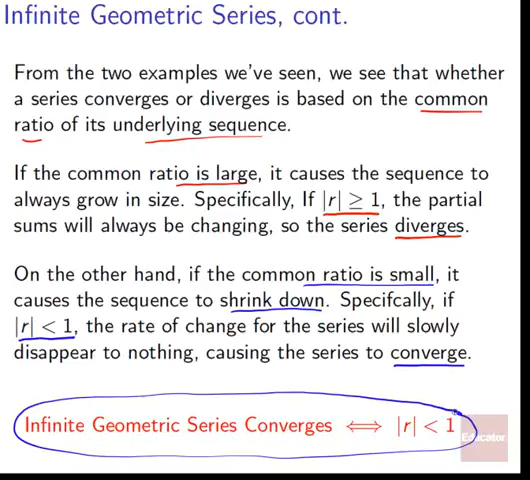 Infinite Geometric Series, cont.
From the two examples we've seen, we see that whether
a series converges or diverges is based on the common
ratio of its underlying sequence.
If the common ratio is large, it causes the sequence to
always grow in size. Specifically, If |r| ≥ 1, the partial
sums will always be changing, so the series diverges.
On the other hand, if the common ratio is small, it
causes the sequence to shrink down. Specifcally, if
|r| < 1, the rate of change for the series will slowly
disappear to nothing, causing the series to converge.
Infinite Geometric Series Converges ⟺ |r| < 1
Educator